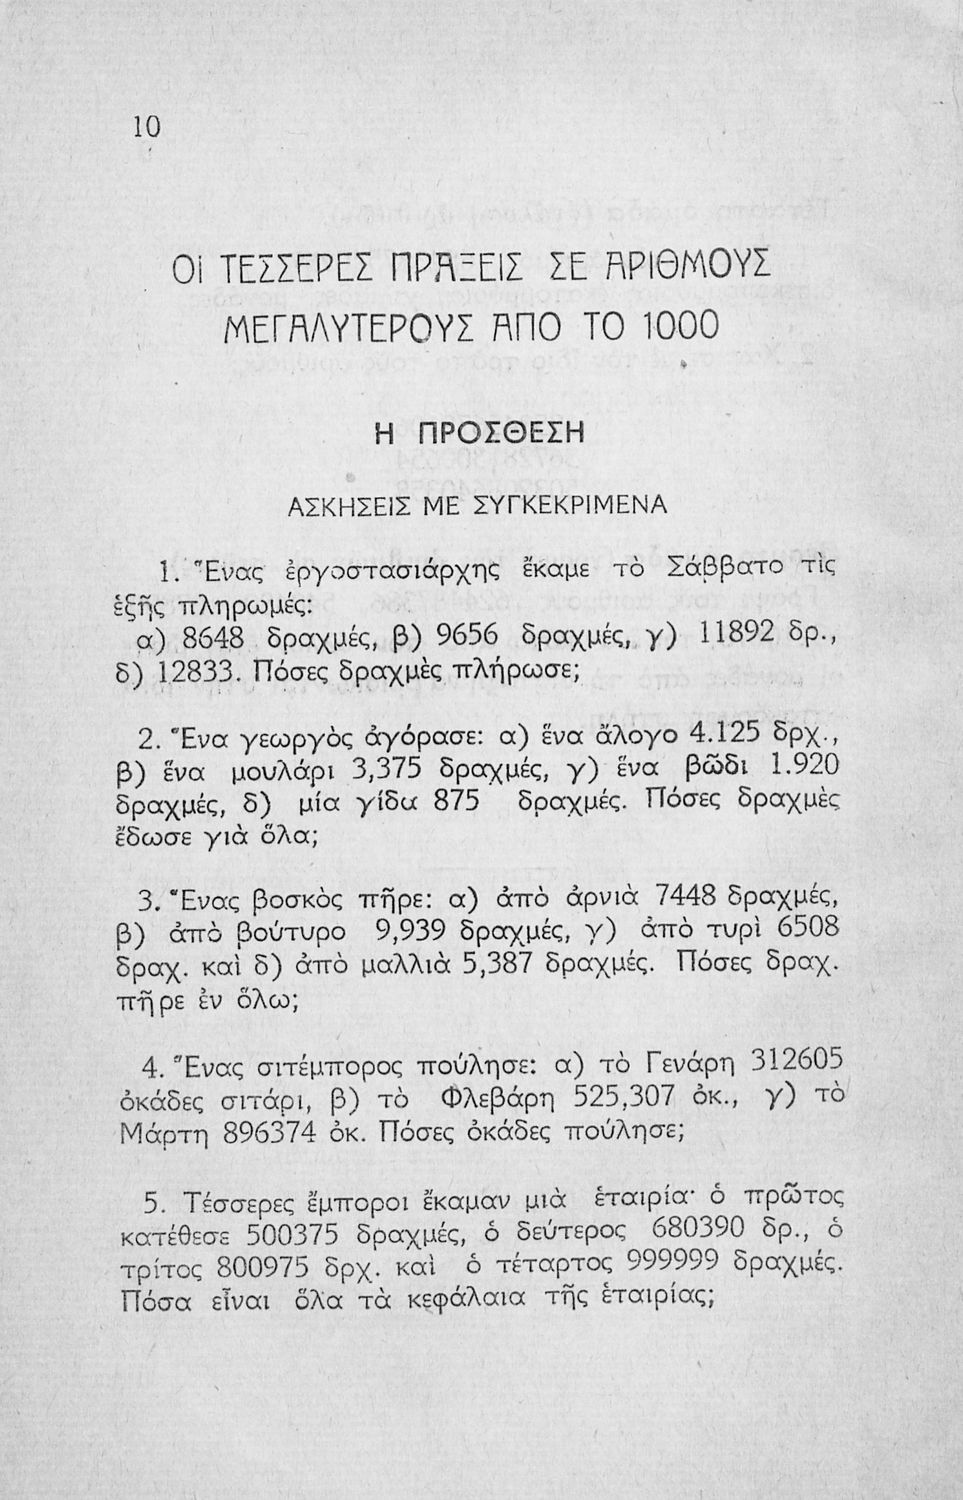 10
ΟΙ ΤΕΣΣΕΡΕΣ ΠΡΑΞΕΙΣ ΣΕ ΑΡΙΘΜΟΥΣ
ΜΕΓΑΛΥΤΕΡΟΥΣ ΑΠΟ ΤΟ 1000
Η ΠΡΟΣΘΕΣΗ
ΑΣΚΗΣΕΙΣ ΜΕ ΣΥΓΚΕΚΡΙΜΕΝΑ
1. Ἕνας ἐργοστασιάρχης ἔκαμε τὸ Σάββατο τὶς
ἑξῆς πληρωμές:
α) 8648 δραχμές, β) 9656 δραχμές, γ) 11892 δρ.,
δ) 12833. Πόσες δραχμὲς πλήρωσε;
2. Ἕνα γεωργὸς ἀγόρασε: α) ἕνα ἄλογο 4.125 δρχ.,
β) ἕνα μουλάρι 3,375 δραχμές, γ) ἕνα βῶδι 1.920
δραχμές, δ) μία γίδα 875 δραχμές. Πόσες δραχμὲς
ἔδωσε γιὰ ὅλα;
3. Ἕνας βοσκὸς πῆρε: α) ἀπὸ ἀρνιὰ 7448 δραχμές,
β) ἀπὸ βούτυρο 9,939 δραχμές, γ) ἀπὸ τυρὶ 6508
δραχ. καὶ δ) ἀπὸ μαλλιὰ 5,387 δραχμές. Πόσες δραχ.
πῆρε ἐν ὅλω;
4. Ἕνας σιτέμπορος πούλησε: α) τὸ Γενάρη 312605
ὀκάδες σιτάρι, β) τὸ Φλεβάρη 525,307 ὀκ., γ) τὸ
Μάρτη 896374 ὀκ. Πόσες ὀκάδες πούλησε;
5. Τέσσερες ἔμποροι ἔκαμαν μιὰ ἑταιρία· ὁ πρῶτος
κατέθεσε 500375 δραχμές, ὁ δεύτερος 680390 δρ., ὁ
τρίτος 800975 δρχ. καὶ ὁ τέταρτος 999999 δραχμές.
Πόσα εἶναι ὅλα τὰ κεφάλαια τῆς ἑταιρίας;